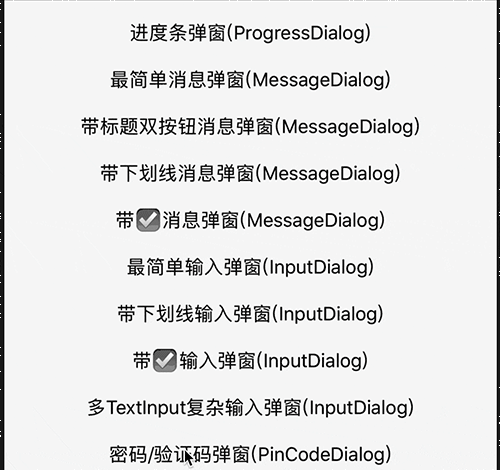 进度条弹窗(ProgressDialog)
最简单消息弹窗(MessageDialog)
带标题双按钮消息弹窗(MessageDialog)
带下划线消息弹窗(MessageDialog)
带☑️消息弹窗(MessageDialog)
最简单输入弹窗(InputDialog)
带下划线输入弹窗(InputDialog)
带☑️输入弹窗(InputDialog)
多TextInput复杂输入弹窗(InputDialog)
密码/验证码弹窗(PinCodeDialog)